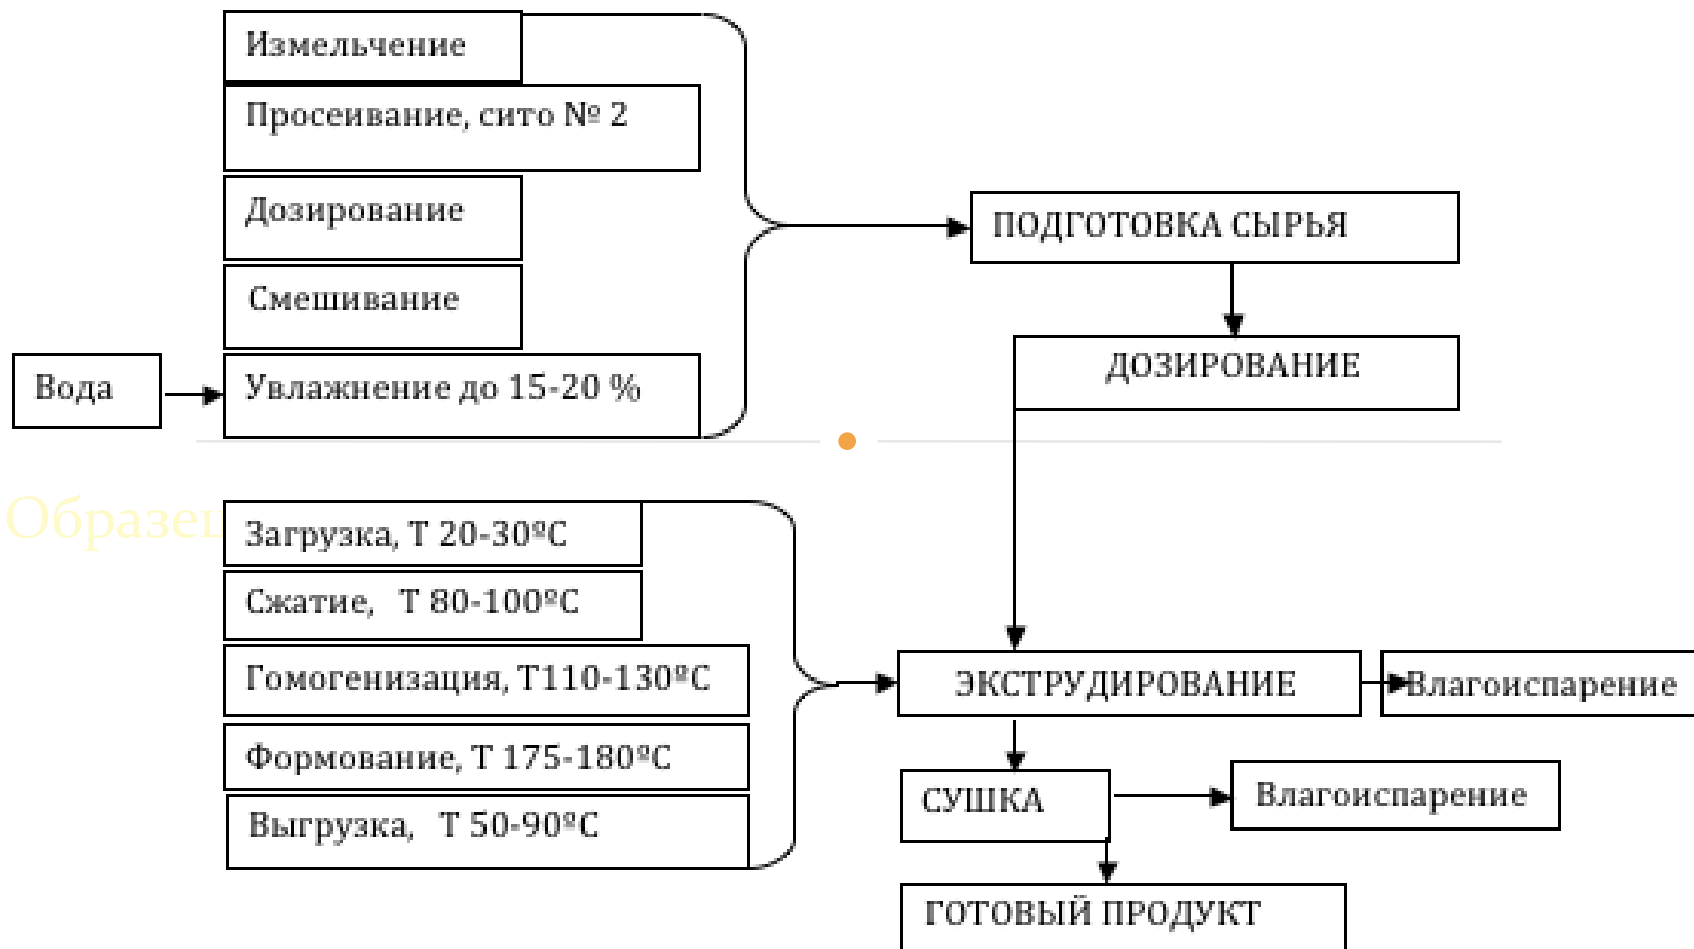 Измельчение
Просеивание, сито № 2
Дозирование
Смешивание
Вода
Увлажнение до 15-20 %
ПОДГОТОВКА СЫРЬЯ
ДОЗИРОВАНИЕ
Загрузка, Т 20-30ºС
Сжатие, Т 80-100ºС
Гомогенизация, Т110-130ºС
Формование, Т 175-180ºС
Выгрузка, Т 50-90ºС
ЭКСТРУДИРОВАНИЕ
Влагоиспарение
СУШКА
Влагоиспарение
ГОТОВЫЙ ПРОДУКТ